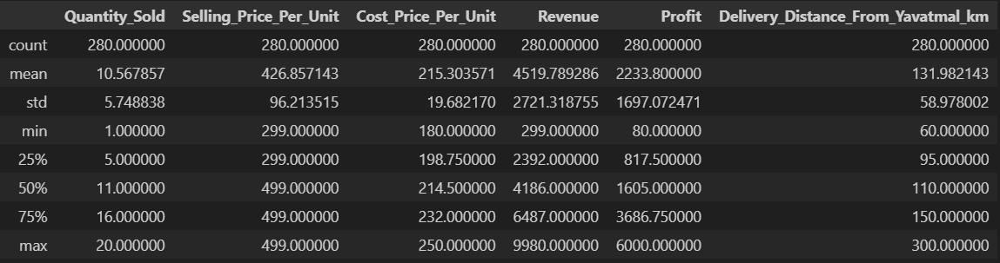 Quantity_Sold Selling_Price_Per_Unit Cost_Price_Per_Unit Revenue Profit Delivery_Distance_From_Yavatmal_km
count 280.000000 280.000000 280.000000 280.000000 280.000000 280.000000
mean 10.567857 426.857143 215.303571 4519.789286 2233.800000 131.982143
std 5.748838 96.213515 19.682170 2721.318755 1697.072471 58.978002
min 1.000000 299.000000 180.000000 299.000000 80.000000 60.000000
25% 5.000000 299.000000 198.750000 2392.000000 817.500000 95.000000
50% 11.000000 499.000000 214.500000 4186.000000 1605.000000 110.000000
75% 16.000000 499.000000 232.000000 6487.000000 3686.750000 150.000000
max 20.000000 499.000000 250.000000 9980.000000 6000.000000 300.000000